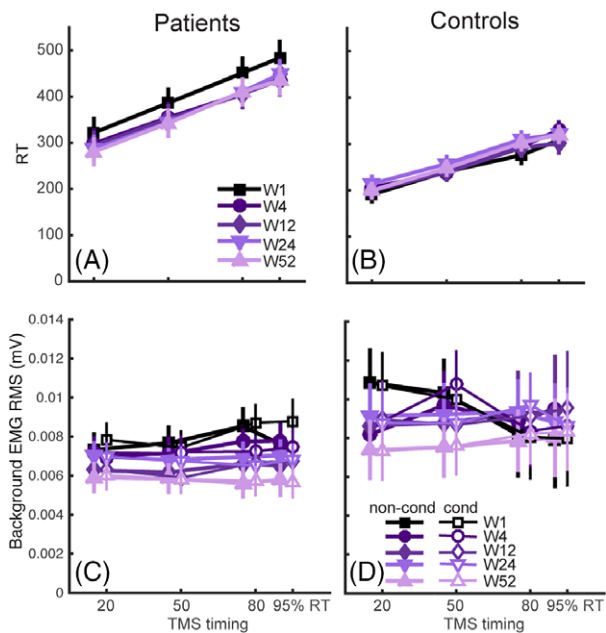 Patients
Controls
500
400
300
200
100
0
RT
W1
W4
W12
W24
W52
(A)
(B)
0.014
0.012
0.01
0.008
0.006
0.004
0.002
0
Background EMG RMS (mV)
(C)
(D)
non-cond cond
W1
W4
W12
W24
W52
20 50 80 95% RT
TMS timing
20 50 80 95% RT
TMS timing